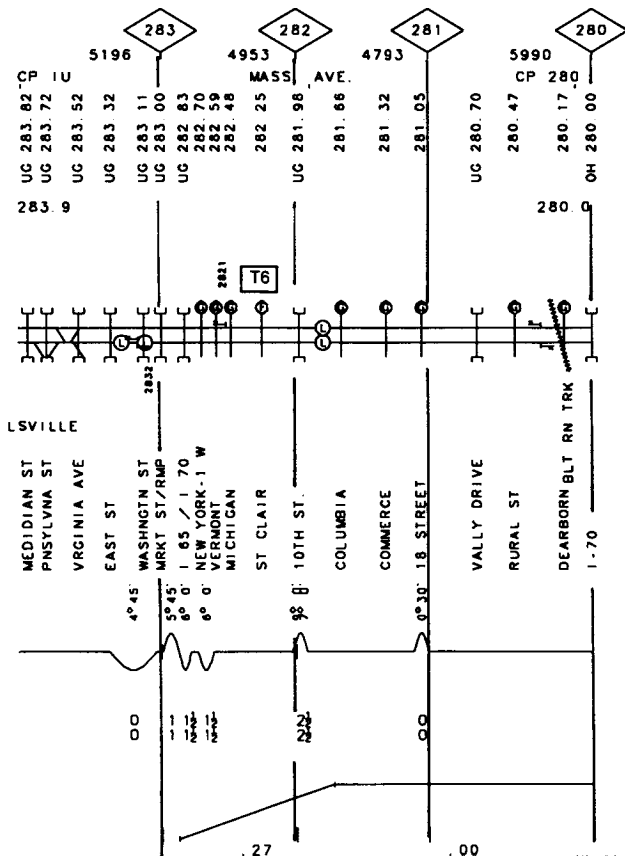 283 282 281 280
5196 4953 4793 5990
CP IU MASS. AVE. CP 280
UG 283.82
UG 283.72
UG 283.52
UG 283.32
UG 283.11
UG 283.00
UG 282.83
282.70
282.59
282.48
282.25
UG 281.98
281.66
281.32
281.05
UG 280.70
280.47
280.17
OH 280.00
283.9 280.0
2821
T6
2832
LSVILLE
MEDIDIAN ST
PNSYLVNA ST
VRGINIA AVE
EAST ST
WASHNGTN ST
MRKT ST/RMP
I 65 / I 70
NEW YORK-1 W
VERMONT
MICHIGAN
ST CLAIR
10TH ST.
COLUMBIA
COMMERCE
18 STREET
VALLY DRIVE
RURAL ST
DEARBORN
BLT RN TRK
I-70
4°45'
5°45'
6°0'
6°0'
0°30'
0 1 1½ 1½ 2½ 0
0 1 1½ 1½ 2½ 0
.27 .00